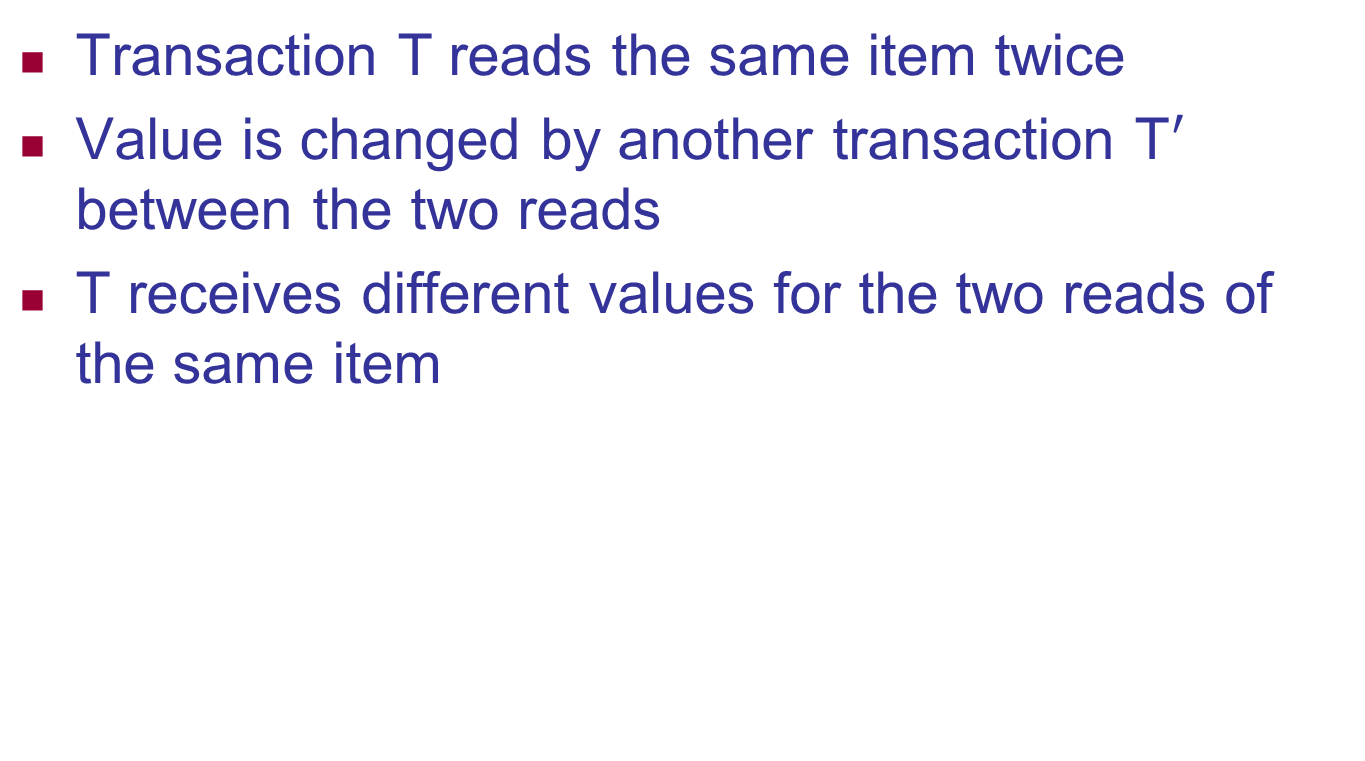 ▪ Transaction T reads the same item twice
▪ Value is changed by another transaction T′
between the two reads
▪ T receives different values for the two reads of
the same item